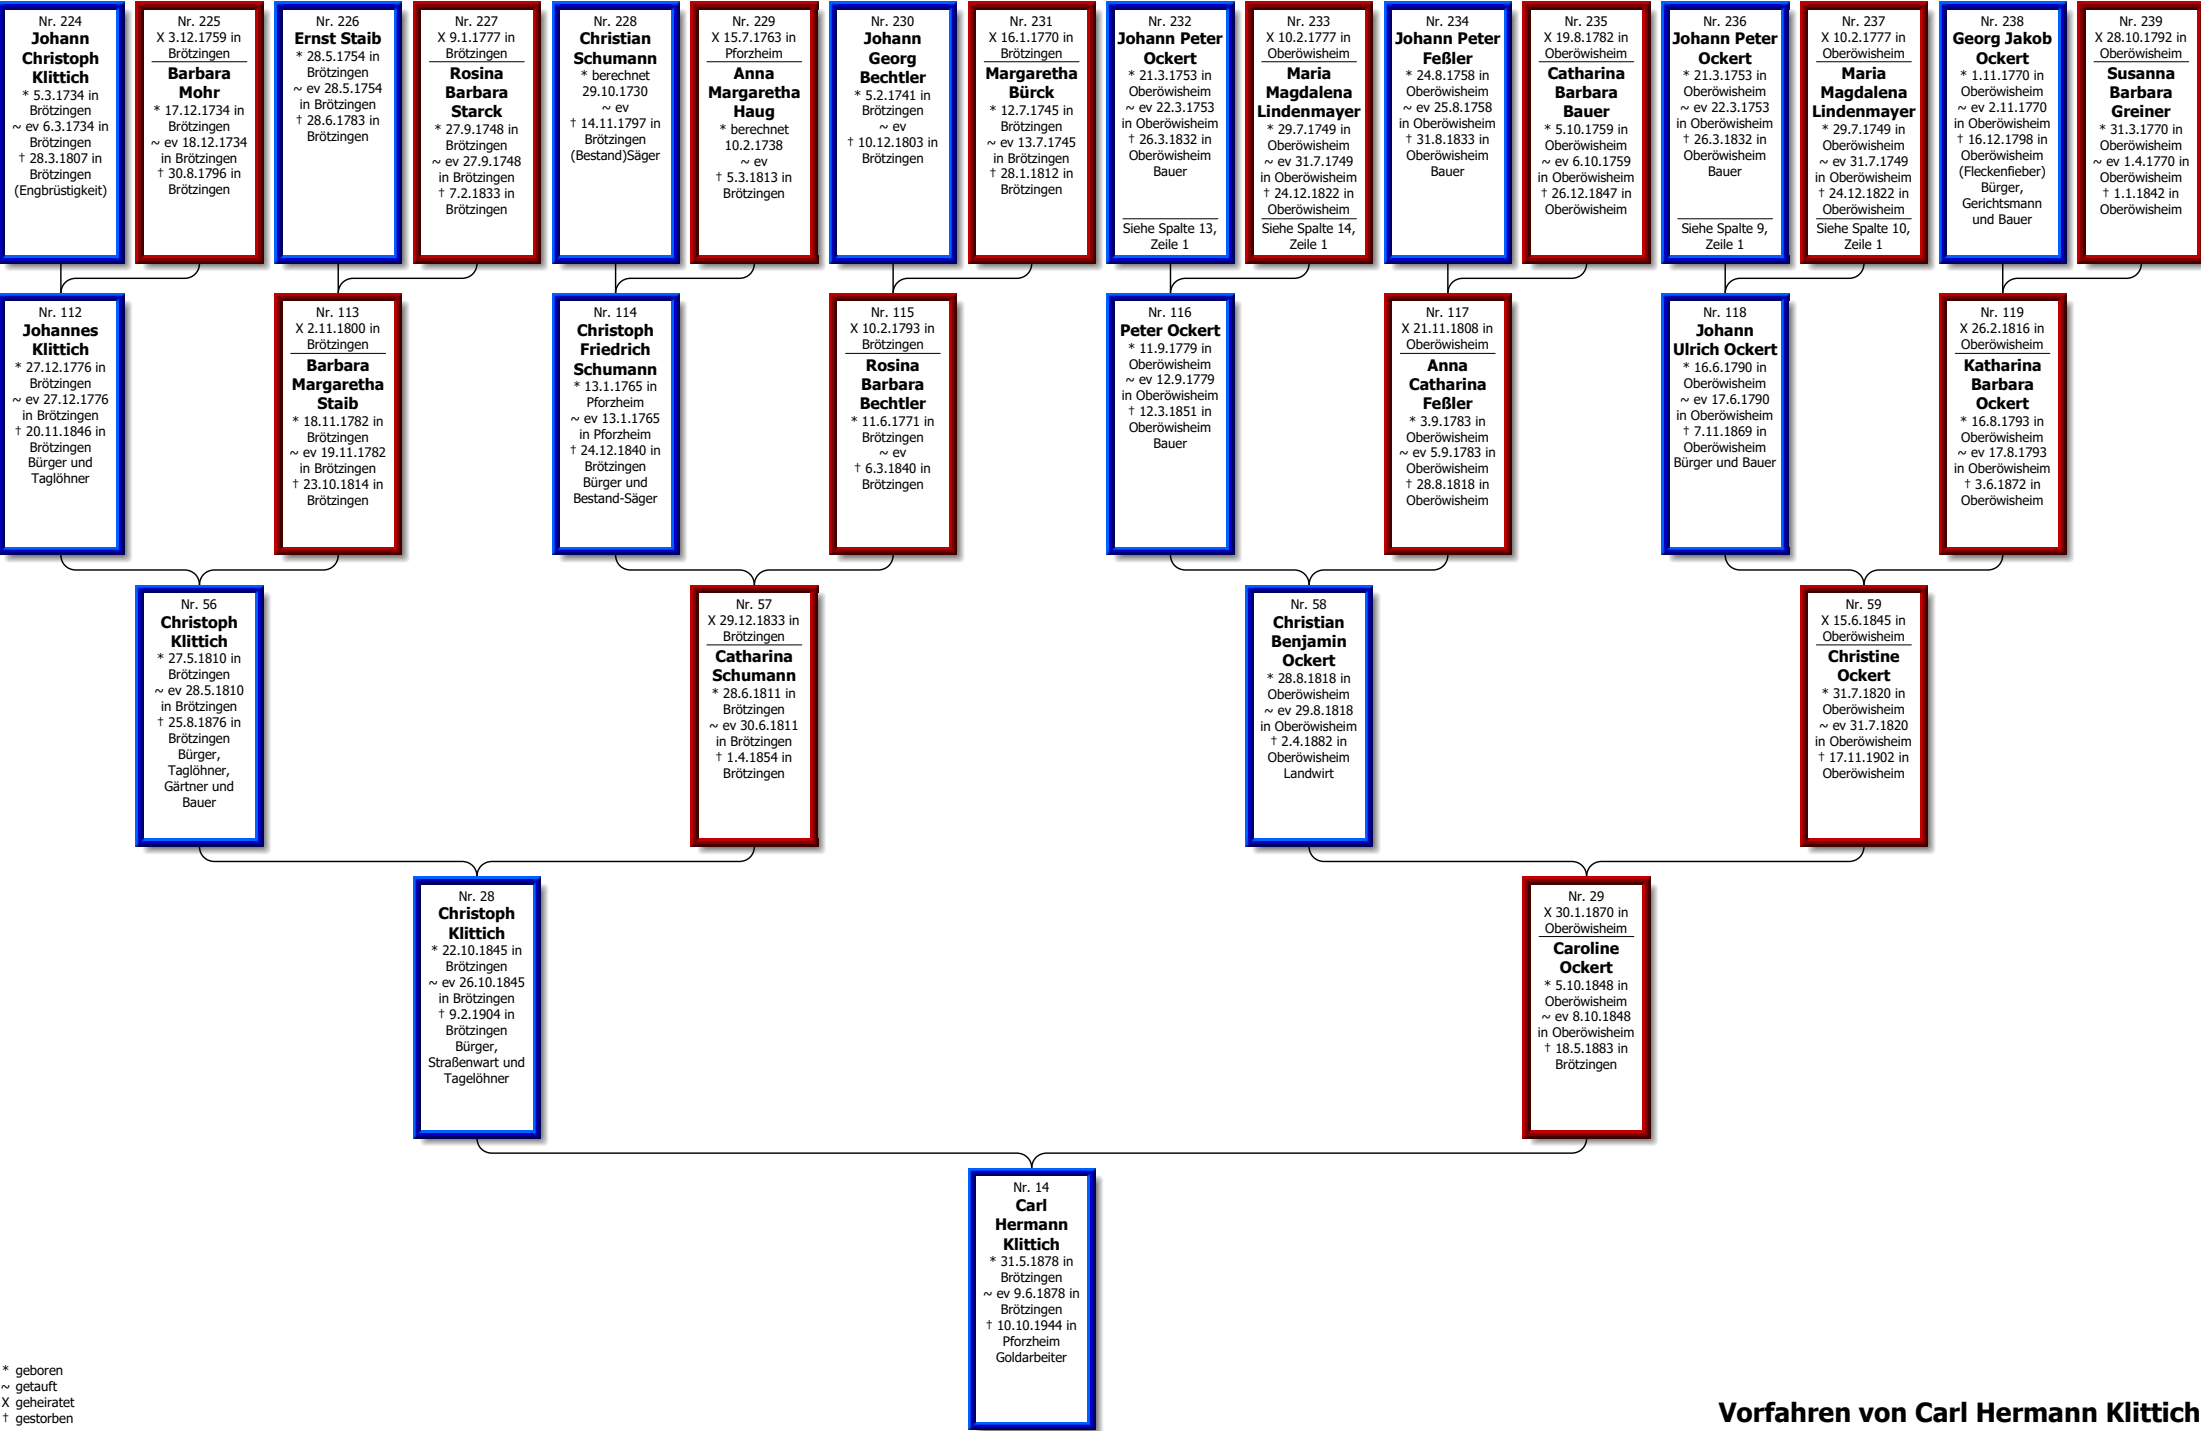 Nr. 224
Johann
Christoph
Klittich
* 5.3.1734 in
Brötzingen
~ ev 6.3.1734 in
Brötzingen
† 28.3.1807 in
Brötzingen
(Engbrüstigkeit)
Nr. 225
X 3.12.1759 in
Brötzingen
Barbara
Mohr
* 17.12.1734 in
Brötzingen
~ ev 18.12.1734
in Brötzingen
† 30.8.1796 in
Brötzingen
Nr. 226
Ernst Staib
* 28.5.1754 in
Brötzingen
~ ev 28.5.1754
in Brötzingen
† 28.6.1783 in
Brötzingen
Nr. 227
X 9.1.1777 in
Brötzingen
Rosina
Barbara
Starck
* 27.9.1748 in
Brötzingen
~ ev 27.9.1748
in Brötzingen
† 7.2.1833 in
Brötzingen
Nr. 228
Christian
Schumann
* berechnet
29.10.1730
~ ev
† 14.11.1797 in
Brötzingen
(Bestand)Säger
Nr. 229
X 15.7.1763 in
Pforzheim
Anna
Margaretha
Haug
* berechnet
10.2.1738
~ ev
† 5.3.1813 in
Brötzingen
Nr. 230
Johann
Georg
Bechtler
* 5.2.1741 in
Brötzingen
~ ev
† 10.12.1803 in
Brötzingen
Nr. 231
X 16.1.1770 in
Brötzingen
Margaretha
Bürck
* 12.7.1745 in
Brötzingen
~ ev 13.7.1745
in Brötzingen
† 28.1.1812 in
Brötzingen
Nr. 232
Johann Peter
Ockert
* 21.3.1753 in
Oberöwisheim
~ ev 22.3.1753
in Oberöwisheim
† 26.3.1832 in
Oberöwisheim
Bauer
Siehe Spalte 13,
Zeile 1
Nr. 233
X 10.2.1777 in
Oberöwisheim
Maria
Magdalena
Lindenmayer
* 29.7.1749 in
Oberöwisheim
~ ev 31.7.1749
in Oberöwisheim
† 24.12.1822 in
Oberöwisheim
Siehe Spalte 14,
Zeile 1
Nr. 234
Johann Peter
Feßler
* 24.8.1758 in
Oberöwisheim
~ ev 25.8.1758
in Oberöwisheim
† 31.8.1833 in
Oberöwisheim
Bauer
Nr. 235
X 19.8.1782 in
Oberöwisheim
Catharina
Barbara
Bauer
* 5.10.1759 in
Oberöwisheim
~ ev 6.10.1759
in Oberöwisheim
† 26.12.1847 in
Oberöwisheim
Nr. 236
Johann Peter
Ockert
* 21.3.1753 in
Oberöwisheim
~ ev 22.3.1753
in Oberöwisheim
† 26.3.1832 in
Oberöwisheim
Bauer
Siehe Spalte 9,
Zeile 1
Nr. 237
X 10.2.1777 in
Oberöwisheim
Maria
Magdalena
Lindenmayer
* 29.7.1749 in
Oberöwisheim
~ ev 31.7.1749
in Oberöwisheim
† 24.12.1822 in
Oberöwisheim
Siehe Spalte 10,
Zeile 1
Nr. 238
Georg Jakob
Ockert
* 1.11.1770 in
Oberöwisheim
~ ev 2.11.1770
in Oberöwisheim
† 16.12.1798 in
Oberöwisheim
(Fleckenfieber)
Bürger,
Gerichtsmann
und Bauer
Nr. 239
X 28.10.1792 in
Oberöwisheim
Susanna
Barbara
Greiner
* 31.3.1770 in
Oberöwisheim
~ ev 1.4.1770 in
Oberöwisheim
† 1.1.1842 in
Oberöwisheim
Nr. 112
Johannes
Klittich
* 27.12.1776 in
Brötzingen
~ ev 27.12.1776
in Brötzingen
† 20.11.1846 in
Brötzingen
Bürger und
Taglöhner
Nr. 113
X 2.11.1800 in
Brötzingen
Barbara
Margaretha
Staib
* 18.11.1782 in
Brötzingen
~ ev 19.11.1782
in Brötzingen
† 23.10.1814 in
Brötzingen
Nr. 114
Christoph
Friedrich
Schumann
* 13.1.1765 in
Pforzheim
~ ev 13.1.1765
in Pforzheim
† 24.12.1840 in
Brötzingen
Bürger und
Bestand-Säger
Nr. 115
X 10.2.1793 in
Brötzingen
Rosina
Barbara
Bechtler
* 11.6.1771 in
Brötzingen
~ ev
† 6.3.1840 in
Brötzingen
Nr. 116
Peter Ockert
* 11.9.1779 in
Oberöwisheim
~ ev 12.9.1779
in Oberöwisheim
† 12.3.1851 in
Oberöwisheim
Bauer
Nr. 117
X 21.11.1808 in
Oberöwisheim
Anna
Catharina
Feßler
* 3.9.1783 in
Oberöwisheim
~ ev 5.9.1783 in
Oberöwisheim
† 28.8.1818 in
Oberöwisheim
Nr. 118
Johann
Ulrich Ockert
* 16.6.1790 in
Oberöwisheim
~ ev 17.6.1790
in Oberöwisheim
† 7.11.1869 in
Oberöwisheim
Bürger und Bauer
Nr. 119
X 26.2.1816 in
Oberöwisheim
Katharina
Barbara
Ockert
* 16.8.1793 in
Oberöwisheim
~ ev 17.8.1793
in Oberöwisheim
† 3.6.1872 in
Oberöwisheim
Nr. 56
Christoph
Klittich
* 27.5.1810 in
Brötzingen
~ ev 28.5.1810
in Brötzingen
† 25.8.1876 in
Brötzingen
Bürger,
Taglöhner,
Gärtner und
Bauer
Nr. 57
X 29.12.1833 in
Brötzingen
Catharina
Schumann
* 28.6.1811 in
Brötzingen
~ ev 30.6.1811
in Brötzingen
† 1.4.1854 in
Brötzingen
Nr. 58
Christian
Benjamin
Ockert
* 28.8.1818 in
Oberöwisheim
~ ev 29.8.1818
in Oberöwisheim
† 2.4.1882 in
Oberöwisheim
Landwirt
Nr. 59
X 15.6.1845 in
Oberöwisheim
Christine
Ockert
* 31.7.1820 in
Oberöwisheim
~ ev 31.7.1820
in Oberöwisheim
† 17.11.1902 in
Oberöwisheim
Nr. 28
Christoph
Klittich
* 22.10.1845 in
Brötzingen
~ ev 26.10.1845
in Brötzingen
† 9.2.1904 in
Brötzingen
Bürger,
Straßenwart und
Tagelöhner
Nr. 29
X 30.1.1870 in
Oberöwisheim
Caroline
Ockert
* 5.10.1848 in
Oberöwisheim
~ ev 8.10.1848
in Oberöwisheim
† 18.5.1883 in
Brötzingen
Nr. 14
Carl
Hermann
Klittich
* 31.5.1878 in
Brötzingen
~ ev 9.6.1878 in
Brötzingen
† 10.10.1944 in
Pforzheim
Goldarbeiter
* geboren
~ getauft
X geheiratet
† gestorben
Vorfahren von Carl Hermann Klittich